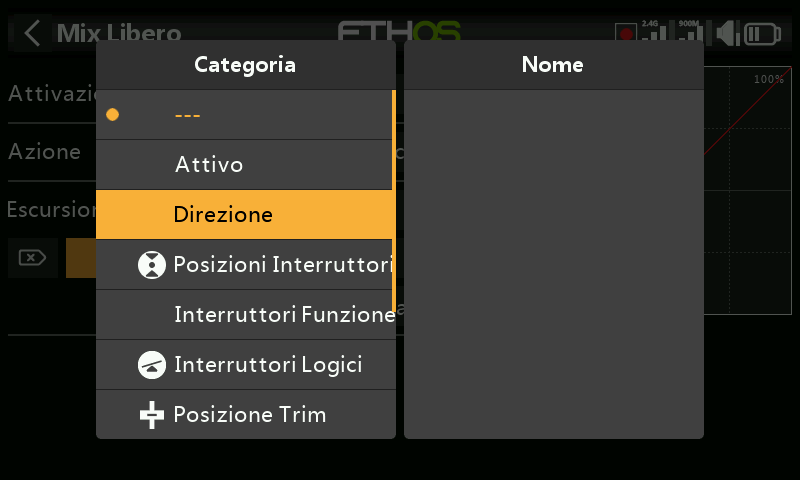 Mix Libero
ETHOS
2.4G
900M
Categoria
Nome
100%
Attivazi
---
Attivo
Azione
Direzione
Escursion
Posizioni Interruttori
Interruttori Funzione
Interruttori Logici
Posizione Trim